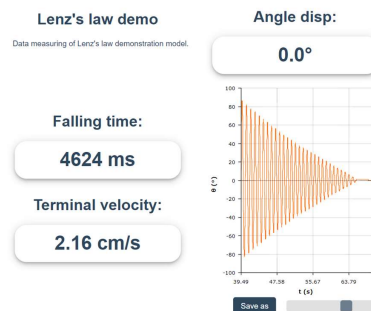 Lenz's law demo
Data measuring of Lenz's law demonstration model.
Falling time:
4624 ms
Terminal velocity:
2.16 cm/s
Angle disp:
0.0°
100
80
60
40
20
0
-20
-40
-60
-80
-100
θ (°)
39.49 47.58 55.67 63.79
t (s)
Save as